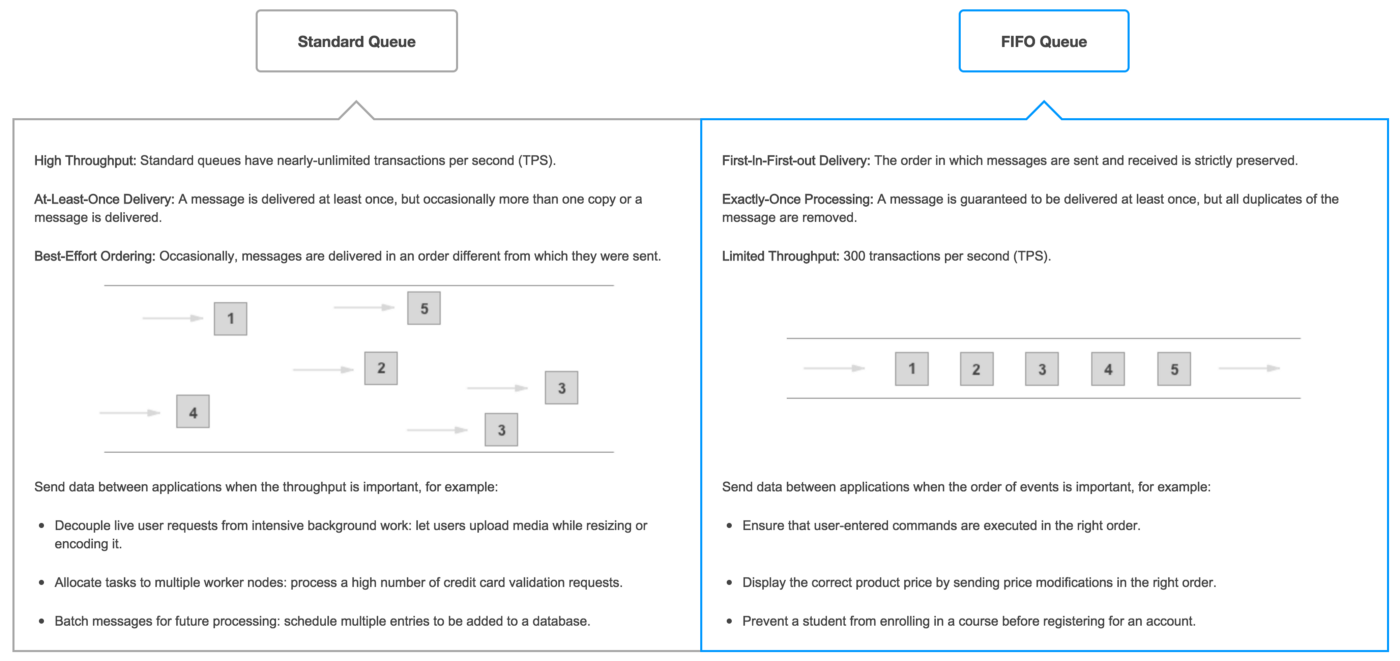 Standard Queue
High Throughput: Standard queues have nearly-unlimited transactions per second (TPS).
At-Least-Once Delivery: A message is delivered at least once, but occasionally more than one copy or a
message is delivered.
Best-Effort Ordering: Occasionally, messages are delivered in an order different from which they were sent.
1
5
2
3
4
3
Send data between applications when the throughput is important, for example:
• Decouple live user requests from intensive background work: let users upload media while resizing or
encoding it.
• Allocate tasks to multiple worker nodes: process a high number of credit card validation requests.
• Batch messages for future processing: schedule multiple entries to be added to a database.
FIFO Queue
First-In-First-out Delivery: The order in which messages are sent and received is strictly preserved.
Exactly-Once Processing: A message is guaranteed to be delivered at least once, but all duplicates of the
message are removed.
Limited Throughput: 300 transactions per second (TPS).
1 2 3 4 5
Send data between applications when the order of events is important, for example:
• Ensure that user-entered commands are executed in the right order.
• Display the correct product price by sending price modifications in the right order.
• Prevent a student from enrolling in a course before registering for an account.